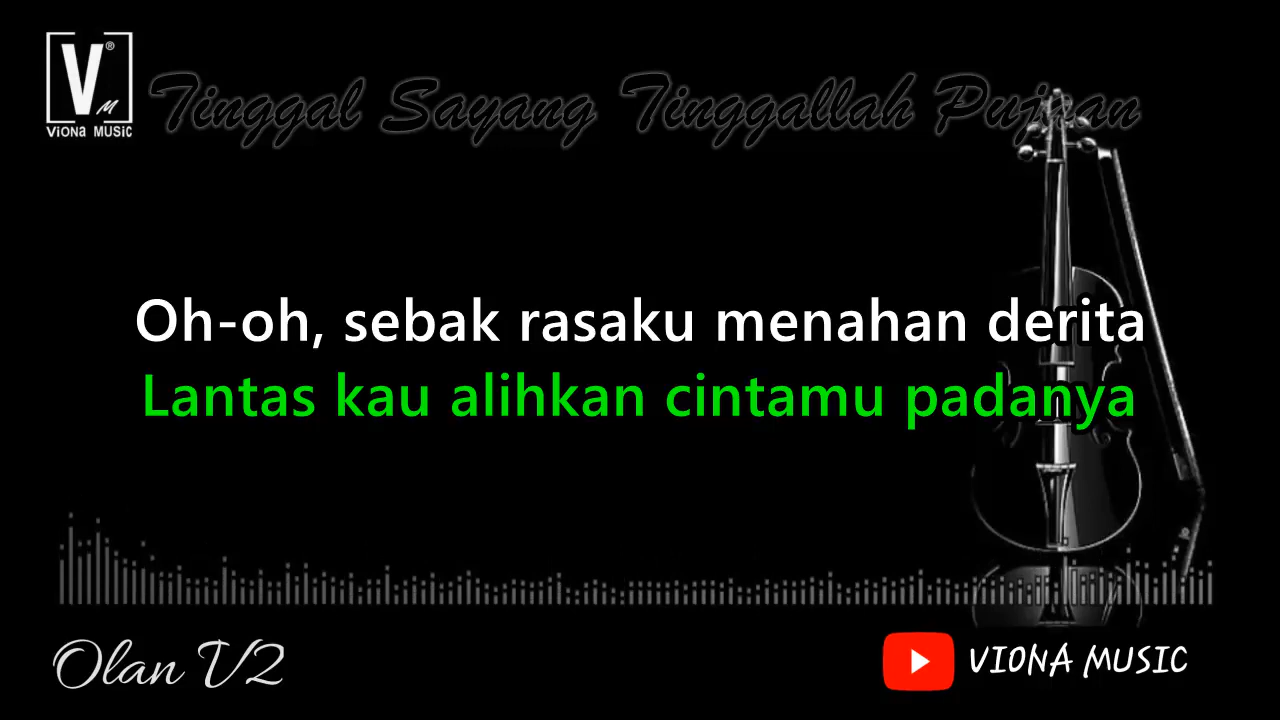 V®
M
VIONA MUSIC
Tinggal Sayang Tinggallah Pujaan
Oh-oh, sebak rasaku menahan derita
Lantas kau alihkan cintamu padanya
Olan V2
VIONA MUSIC